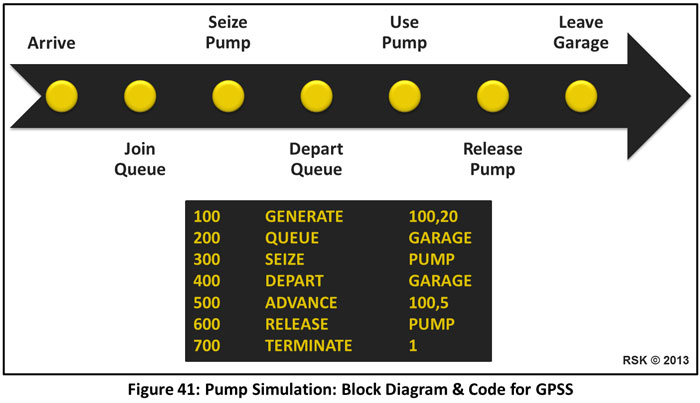 Arrive
Seize
Pump
Use
Pump
Leave
Garage
Join
Queue
Depart
Queue
Release
Pump
100 GENERATE 100,20
200 QUEUE GARAGE
300 SEIZE PUMP
400 DEPART GARAGE
500 ADVANCE 100,5
600 RELEASE PUMP
700 TERMINATE 1
RSK © 2013
Figure 41: Pump Simulation: Block Diagram & Code for GPSS